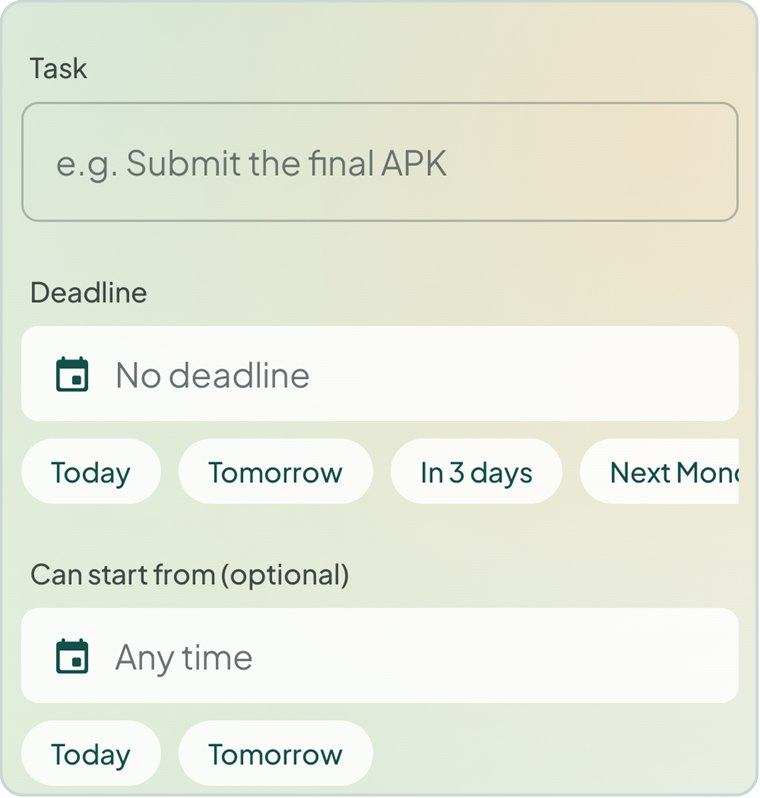 Task
e.g. Submit the final APK
Deadline
No deadline
Today Tomorrow In 3 days Next
Can start from (optional)
Any time
Today Tomorrow